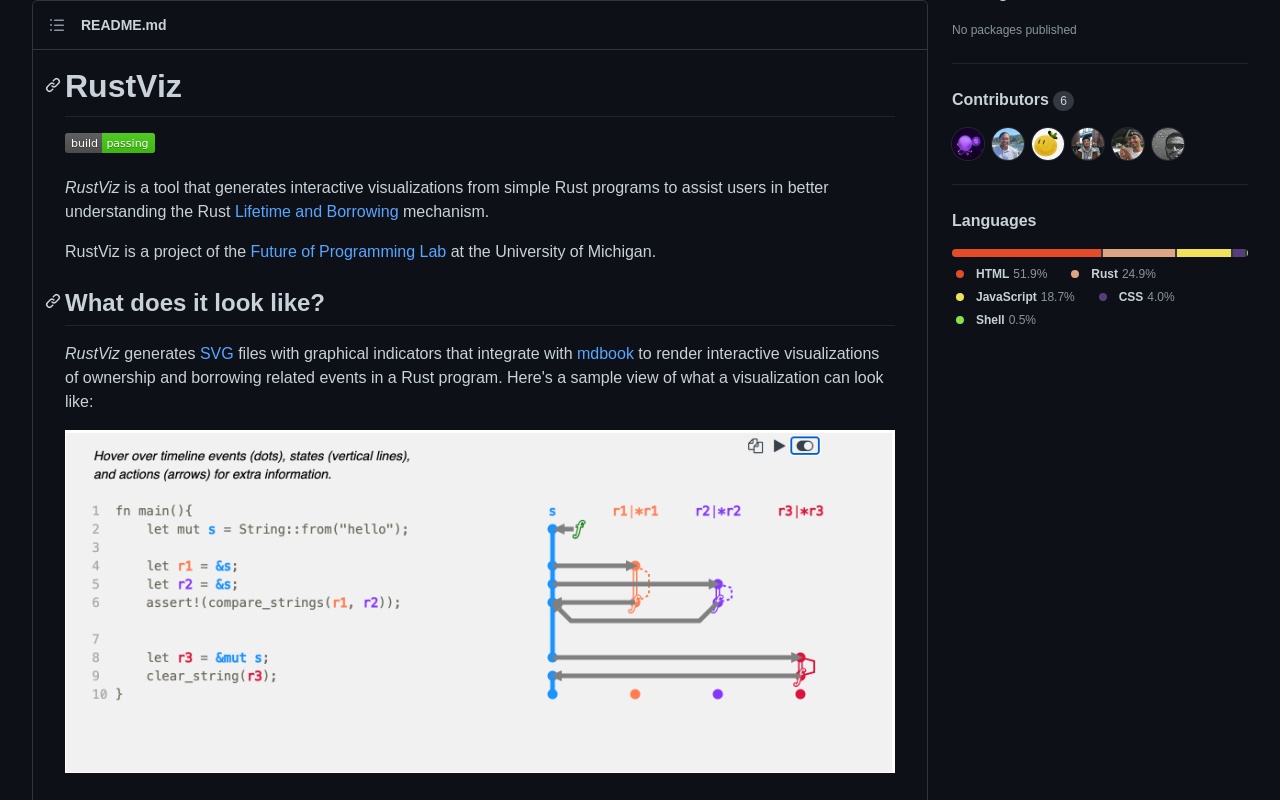 README.md
RustViz
build passing
RustViz is a tool that generates interactive visualizations from simple Rust programs to assist users in better
understanding the Rust Lifetime and Borrowing mechanism.
RustViz is a project of the Future of Programming Lab at the University of Michigan.
What does it look like?
RustViz generates SVG files with graphical indicators that integrate with mdbook to render interactive visualizations
of ownership and borrowing related events in a Rust program. Here's a sample view of what a visualization can look
like:
Hover over timeline events (dots), states (vertical lines),
and actions (arrows) for extra information.
s r1|*r1 r2|*r2 r3|*r3
1 fn main(){
2 let mut s = String::from("hello");
3
4 let r1 = &s;
5 let r2 = &s;
6 assert!(compare_strings(r1, r2));
7
8 let r3 = &mut s;
9 clear_string(r3);
10 }
No packages published
Contributors 6
Languages
HTML 51.9% Rust 24.9%
JavaScript 18.7% CSS 4.0%
Shell 0.5%